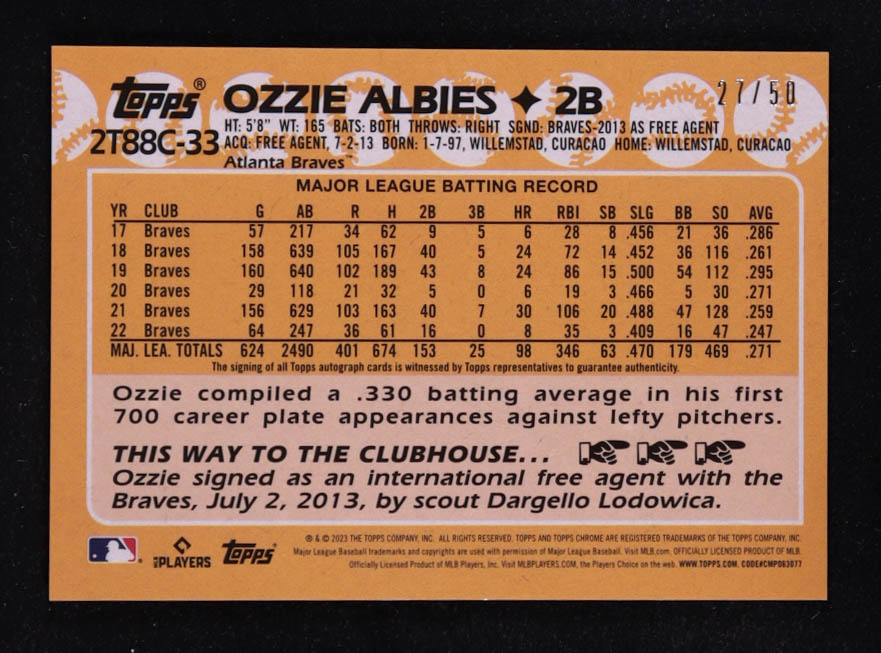 Topps® OZZIE ALBIES ✦ 2B 27/50
2T88C-33
HT: 5'8" WT: 165 BATS: BOTH THROWS: RIGHT SGND: BRAVES-2013 AS FREE AGENT
ACQ: FREE AGENT, 7-2-13 BORN: 1-7-97, WILLEMSTAD, CURACAO HOME: WILLEMSTAD, CURACAO
Atlanta Braves™
MAJOR LEAGUE BATTING RECORD
YR CLUB G AB R H 2B 3B HR RBI SB SLG BB SO AVG
17 Braves 57 217 34 62 9 5 6 28 8 .456 21 36 .286
18 Braves 158 639 105 167 40 5 24 72 14 .452 36 116 .261
19 Braves 160 640 102 189 43 8 24 86 15 .500 54 112 .295
20 Braves 29 118 21 32 5 0 6 19 3 .466 5 30 .271
21 Braves 156 629 103 163 40 7 30 106 20 .488 47 128 .259
22 Braves 64 247 36 61 16 0 8 35 3 .409 16 47 .247
MAJ. LEA. TOTALS 624 2490 401 674 153 25 98 346 63 .470 179 469 .271
The signing of all Topps autograph cards is witnessed by Topps representatives to guarantee authenticity.
Ozzie compiled a .330 batting average in his first
700 career plate appearances against lefty pitchers.
THIS WAY TO THE CLUBHOUSE...
Ozzie signed as an international free agent with the
Braves, July 2, 2013, by scout Dargello Lodowica.
® & © 2023 THE TOPPS COMPANY, INC. ALL RIGHTS RESERVED. TOPPS AND TOPPS CHROME ARE REGISTERED TRADEMARKS OF THE TOPPS COMPANY, INC.
Major League Baseball trademarks and copyrights are used with permission of Major League Baseball. Visit MLB.com. OFFICIALLY LICENSED PRODUCT OF MLB.
Officially Licensed Product of MLB Players, Inc. Visit MLBPLAYERS.COM, the Players Choice on the web. WWW.TOPPS.COM. CODE#CMP063077
MLB PLAYERS Topps®